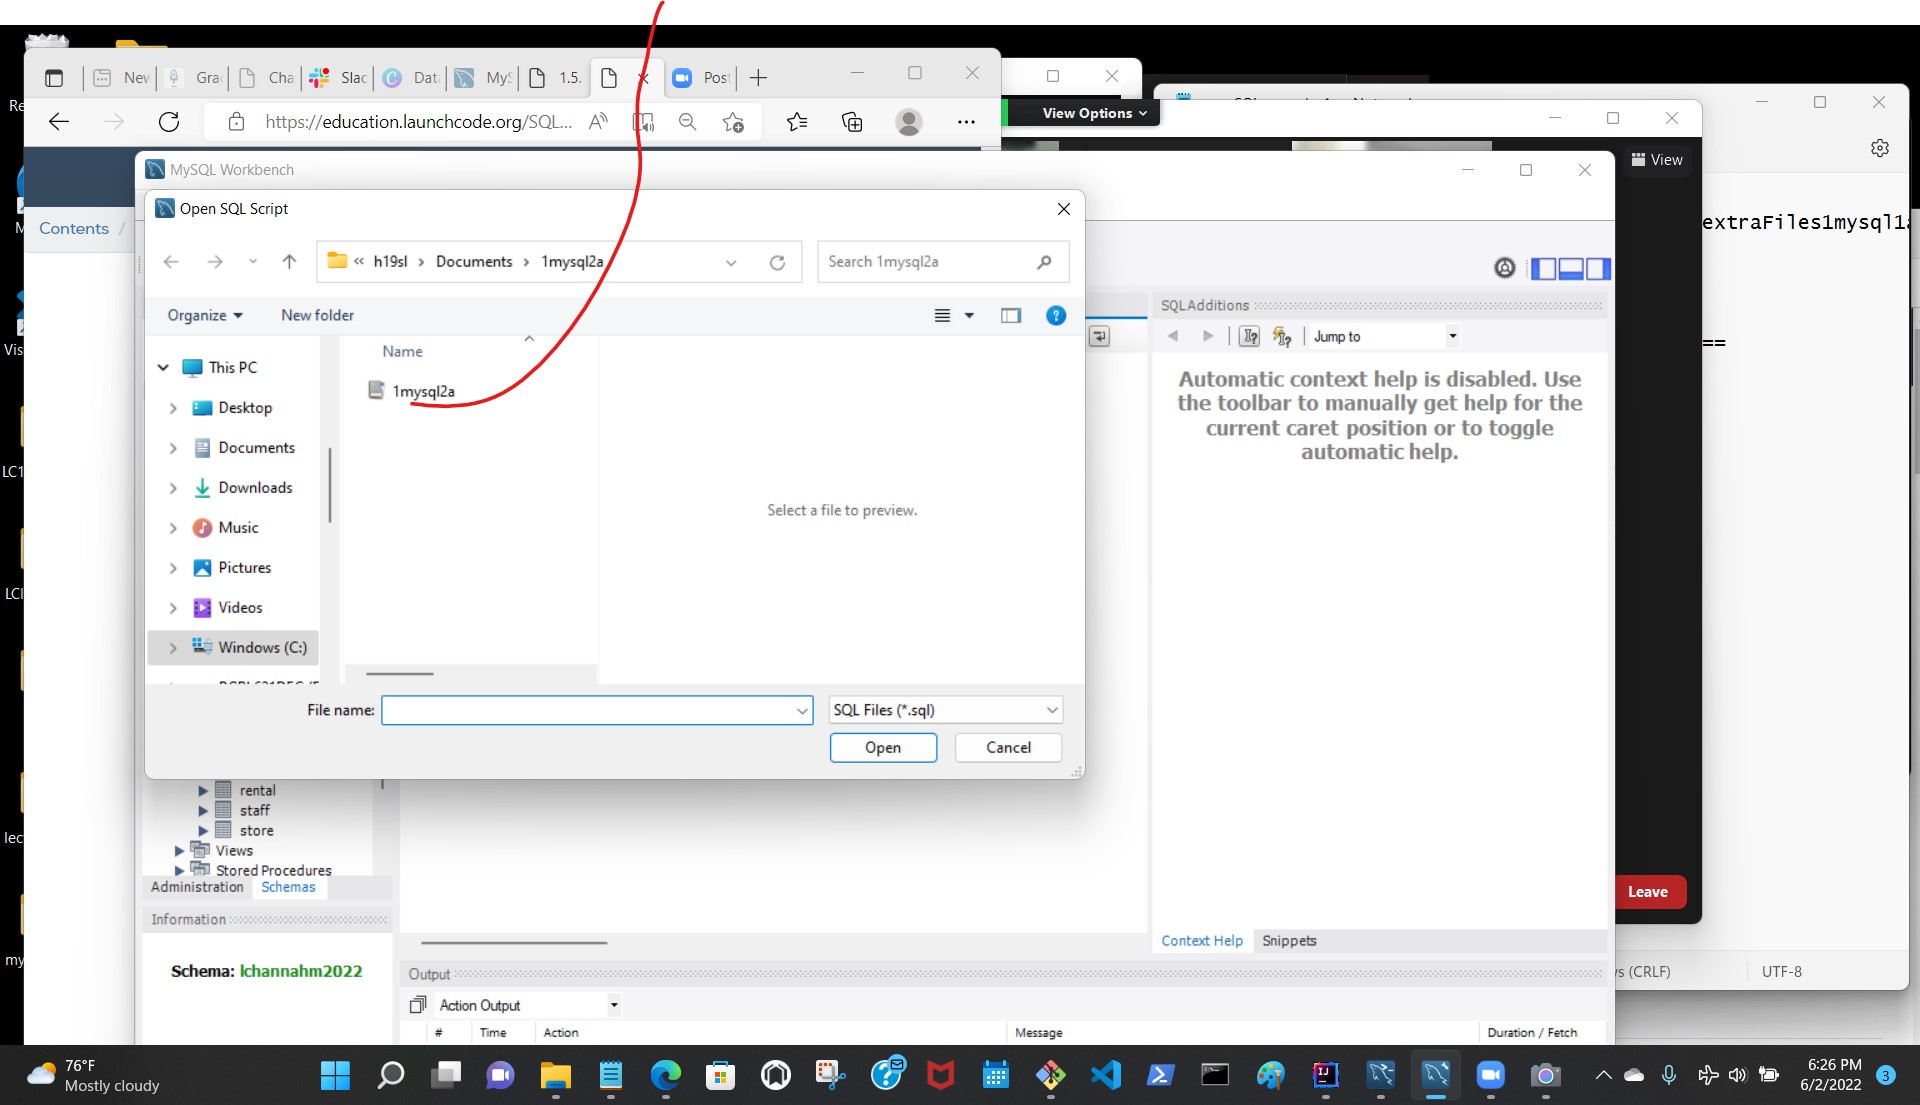 New
Gra
Cha
Slac
Dat
MyS
1.5.
Post
https://education.launchcode.org/SQL...
View Options
View
Contents /
MySQL Workbench
Open SQL Script
h19sl > Documents > 1mysql2a
Search 1mysql2a
Organize
New folder
Name
1mysql2a
This PC
Desktop
Documents
Downloads
Music
Pictures
Videos
Windows (C:)
Select a file to preview.
File name:
SQL Files (*.sql)
Open
Cancel
SQLAdditions
Jump to
Automatic context help is disabled. Use
the toolbar to manually get help for the
current caret position or to toggle
automatic help.
extraFiles1mysql1a
==
rental
staff
store
Views
Stored Procedures
Administration
Schemas
Information
Schema: lchannahm2022
Context Help
Snippets
Output
Action Output
#
Time
Action
Message
Duration / Fetch
Leave
(CRLF)
UTF-8
Re
M
Vis
LC1
LCI
lec
my
76°F
Mostly cloudy
6:26 PM
6/2/2022
3